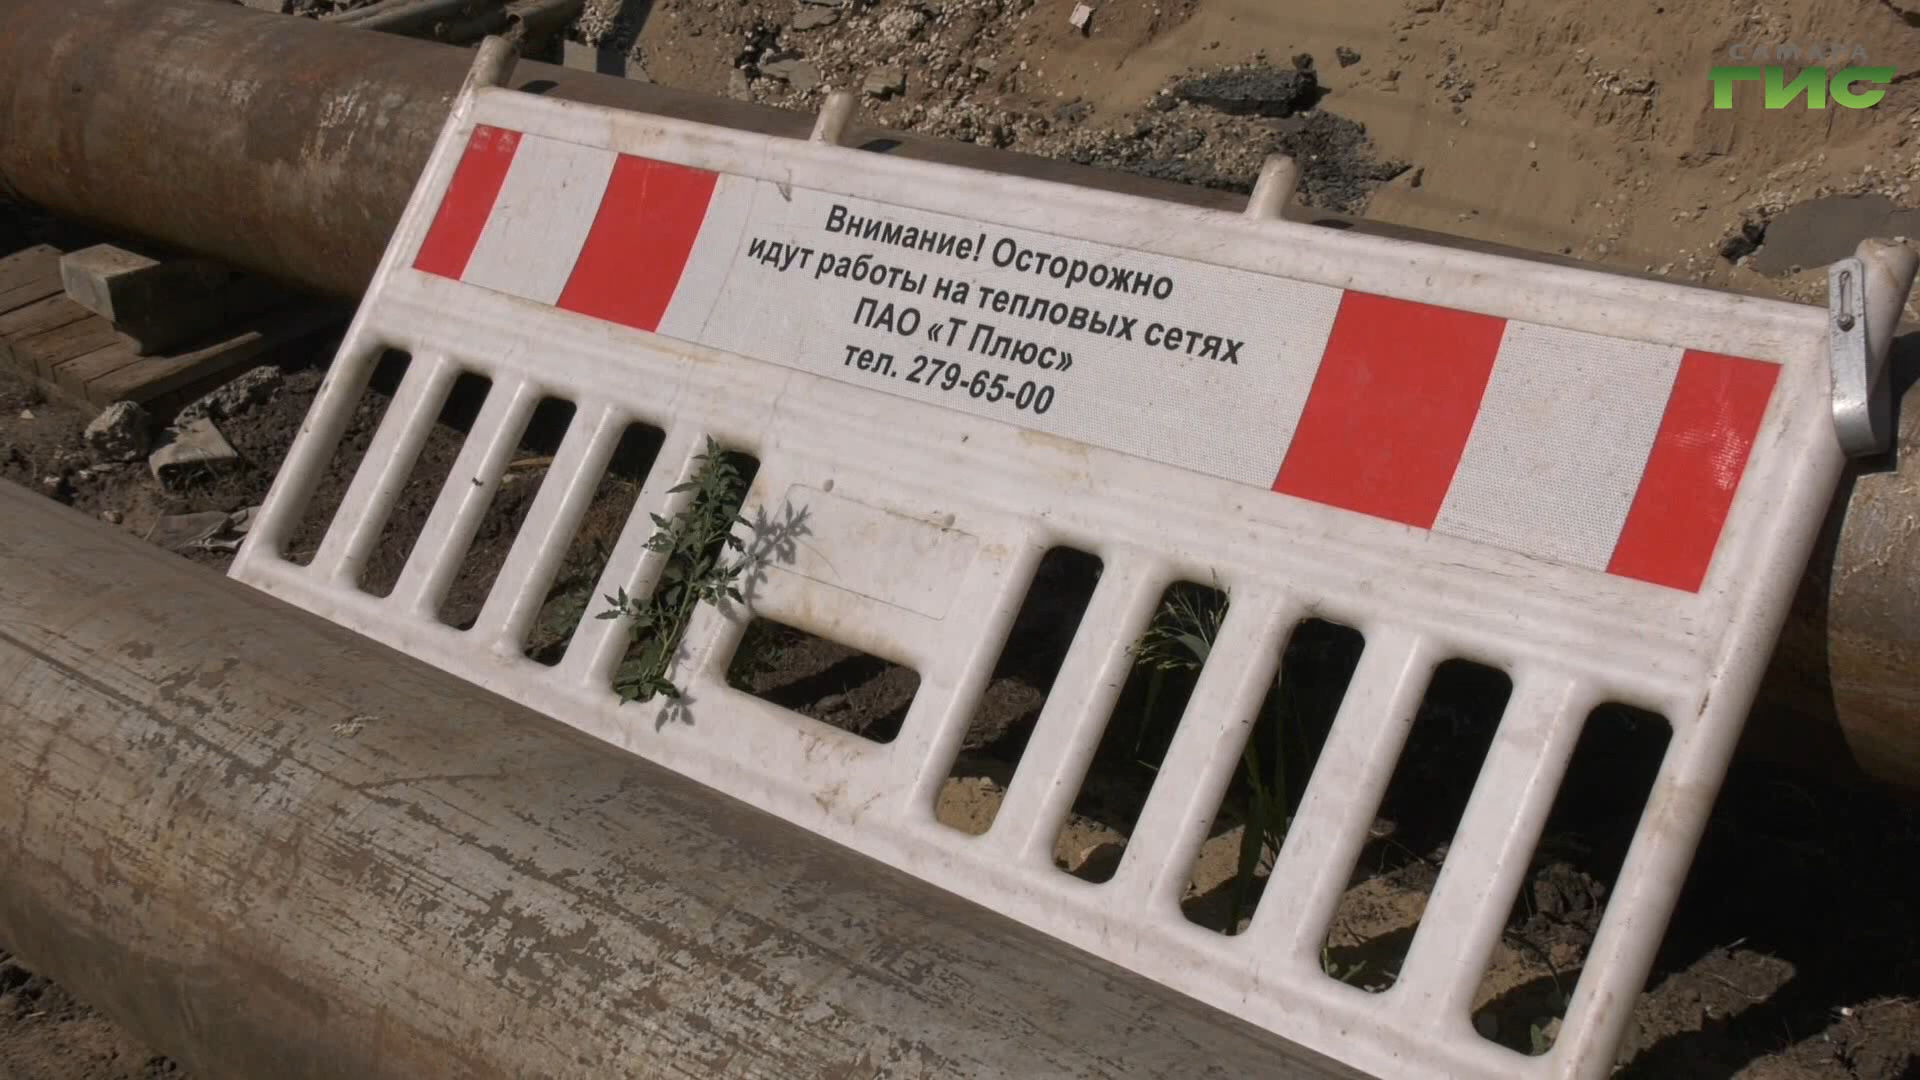 САМАРА
ГИС
Внимание! Осторожно
идут работы на тепловых сетях
ПАО «Т Плюс»
тел. 279-65-00